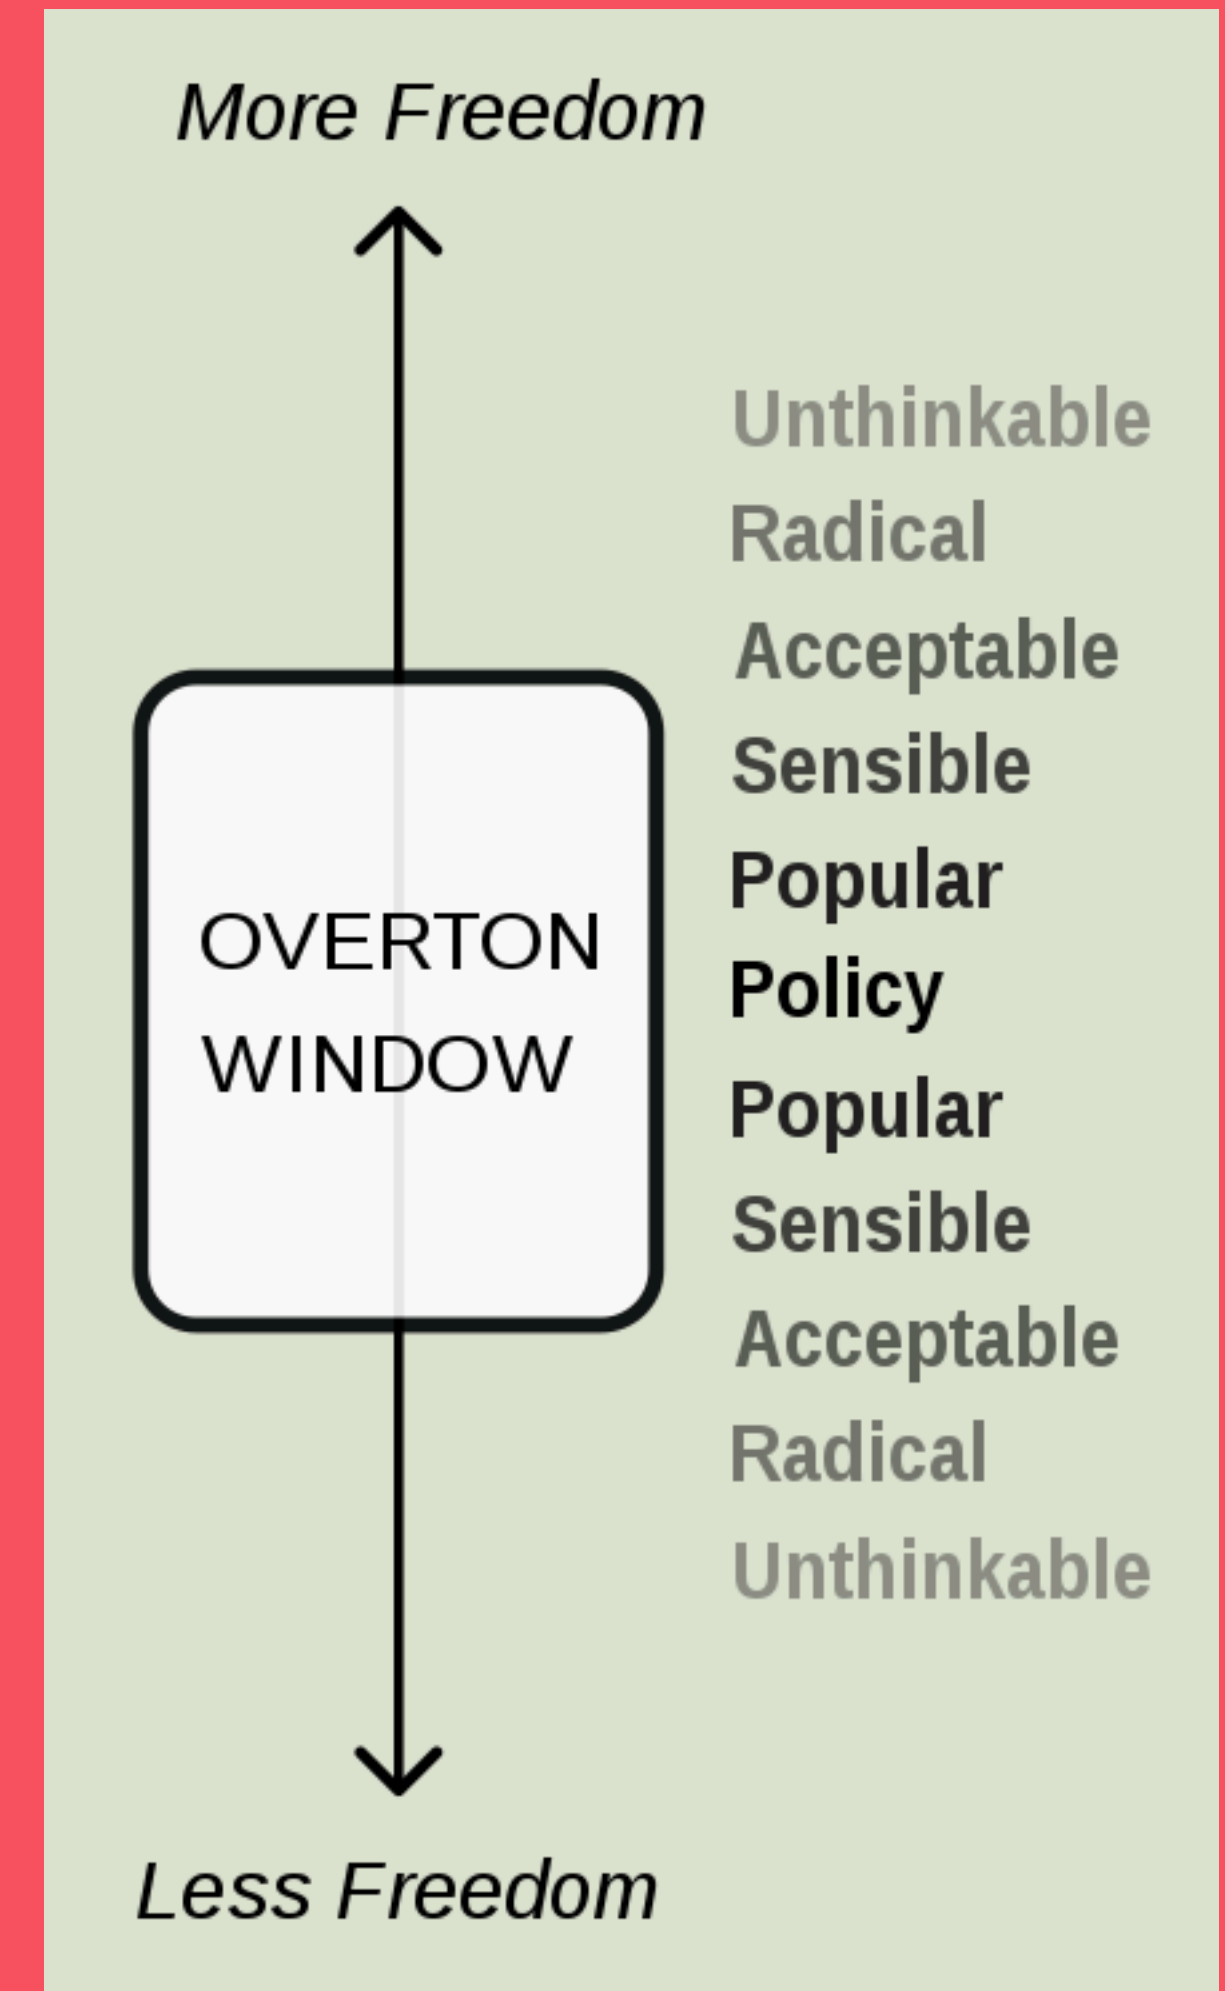 More Freedom
Unthinkable
Radical
Acceptable
Sensible
Popular
OVERTON
Policy
WINDOW
Popular
Sensible
Acceptable
Radical
Unthinkable
Less Freedom